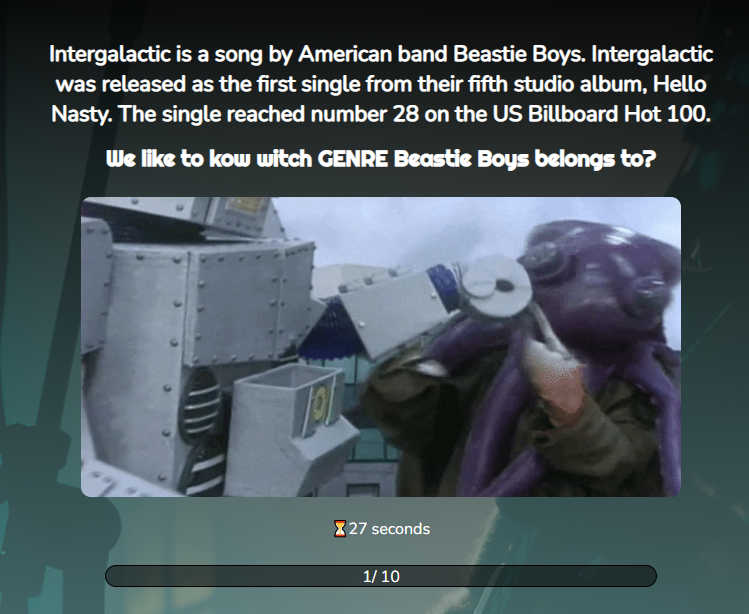 Intergalactic is a song by American band Beastie Boys. Intergalactic
was released as the first single from their fifth studio album, Hello
Nasty. The single reached number 28 on the US Billboard Hot 100.
We like to kow witch GENRE Beastie Boys belongs to?
⌛27 seconds
1/ 10